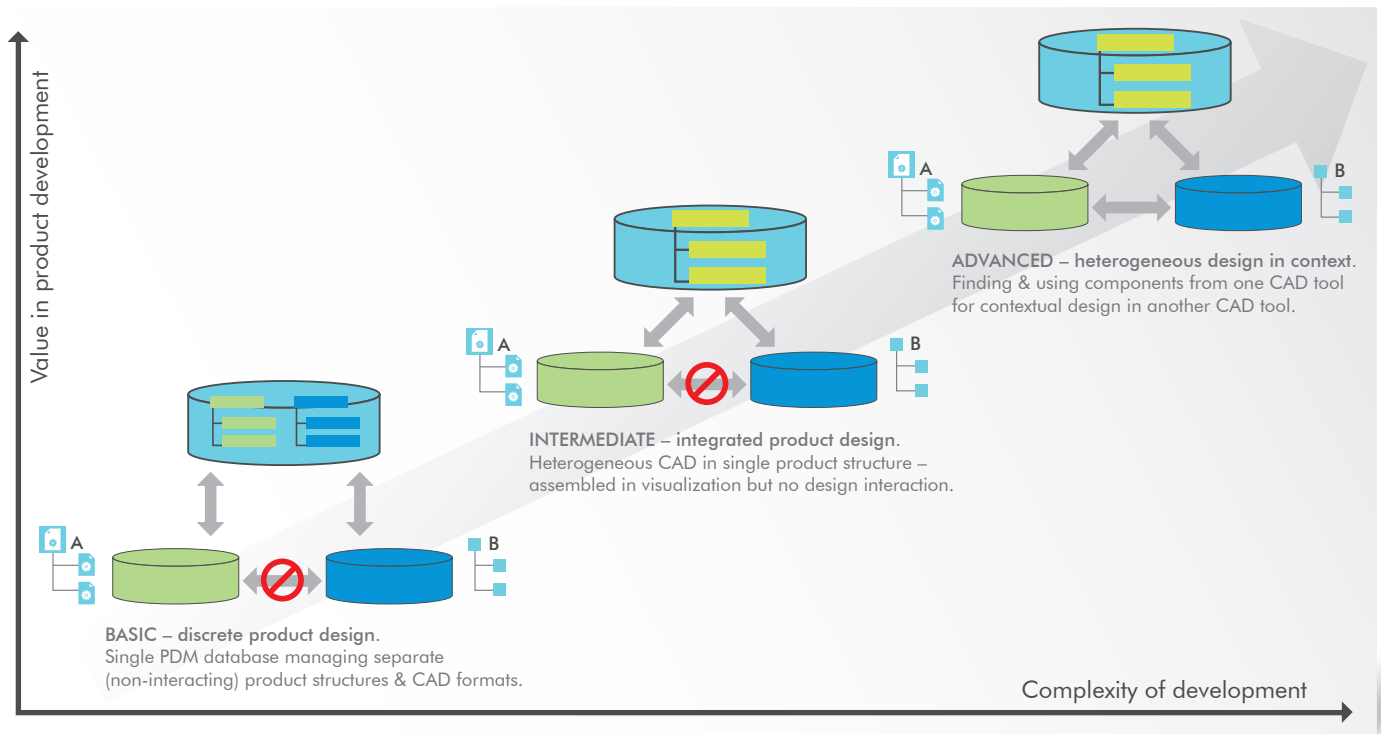 Value in product development
A
B
ADVANCED – heterogeneous design in context.
Finding & using components from one CAD tool
for contextual design in another CAD tool.
A
B
INTERMEDIATE – integrated product design.
Heterogeneous CAD in single product structure –
assembled in visualization but no design interaction.
A
B
BASIC – discrete product design.
Single PDM database managing separate
(non-interacting) product structures & CAD formats.
Complexity of development